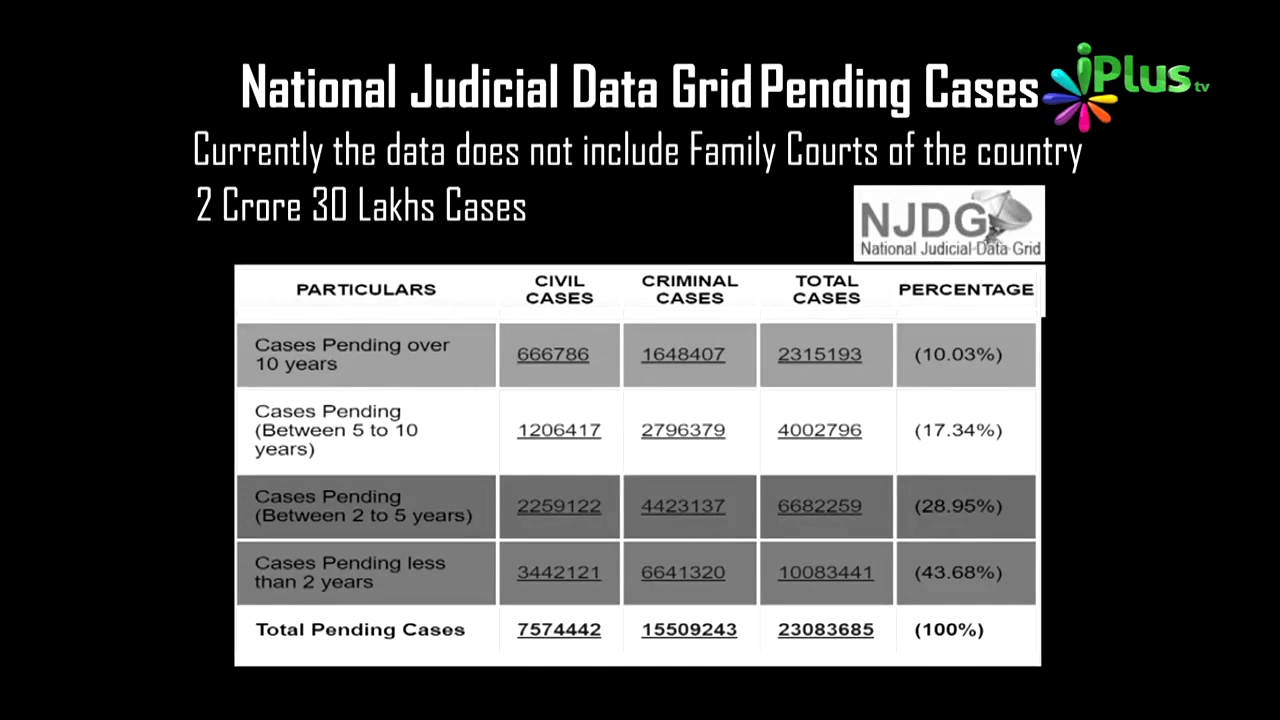 National Judicial Data Grid Pending Cases
iPlus tv
Currently the data does not include Family Courts of the country
2 Crore 30 Lakhs Cases
NJDG
National Judicial Data Grid
PARTICULARS CIVIL CASES CRIMINAL CASES TOTAL CASES PERCENTAGE
Cases Pending over 10 years 666786 1648407 2315193 (10.03%)
Cases Pending (Between 5 to 10 years) 1206417 2796379 4002796 (17.34%)
Cases Pending (Between 2 to 5 years) 2259122 4423137 6682259 (28.95%)
Cases Pending less than 2 years 3442121 6641320 10083441 (43.68%)
Total Pending Cases 7574442 15509243 23083685 (100%)